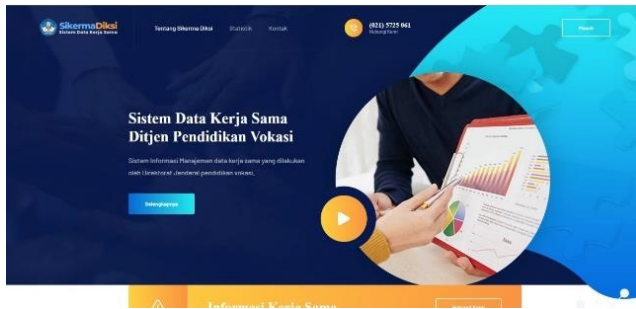 SikermaDiksi
Sistem Data Kerja Sama
Tentang Sikerma Diksi
Statistik
Kontak
(021) 5725 061
Hubungi Kami
Masuk
Sistem Data Kerja Sama
Ditjen Pendidikan Vokasi
Sistem Informasi Manajemen data kerja sama yang dilakukan
oleh Direktorat Jenderal pendidikan vokasi.
Selengkapnya
Informasi Kerja Sama